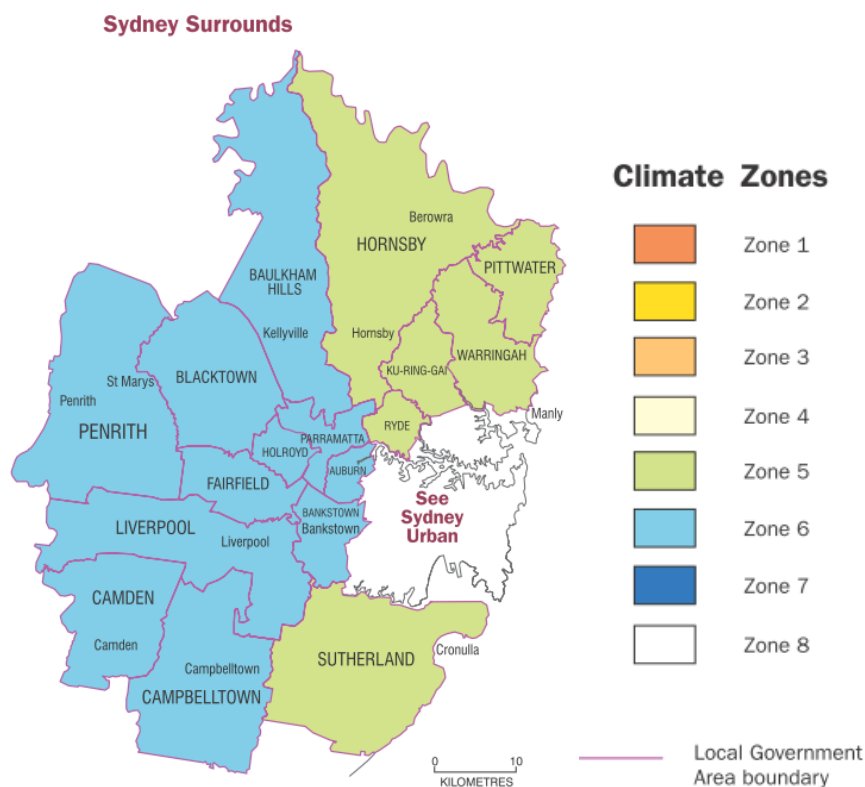 Sydney Surrounds
Berowra
HORNSBY
PITTWATER
BAULKHAM
HILLS
Kellyville
Hornsby
WARRINGAH
KU-RING-GAI
St Marys
BLACKTOWN
Penrith
PENRITH
Manly
RYDE
PARRAMATTA
HOLROYD
AUBURN
FAIRFIELD
See
Sydney
Urban
BANKSTOWN
Bankstown
LIVERPOOL
Liverpool
CAMDEN
Camden
SUTHERLAND
Cronulla
Campbelltown
CAMPBELLTOWN
0 10
KILOMETRES
Climate Zones
Zone 1
Zone 2
Zone 3
Zone 4
Zone 5
Zone 6
Zone 7
Zone 8
Local Government
Area boundary